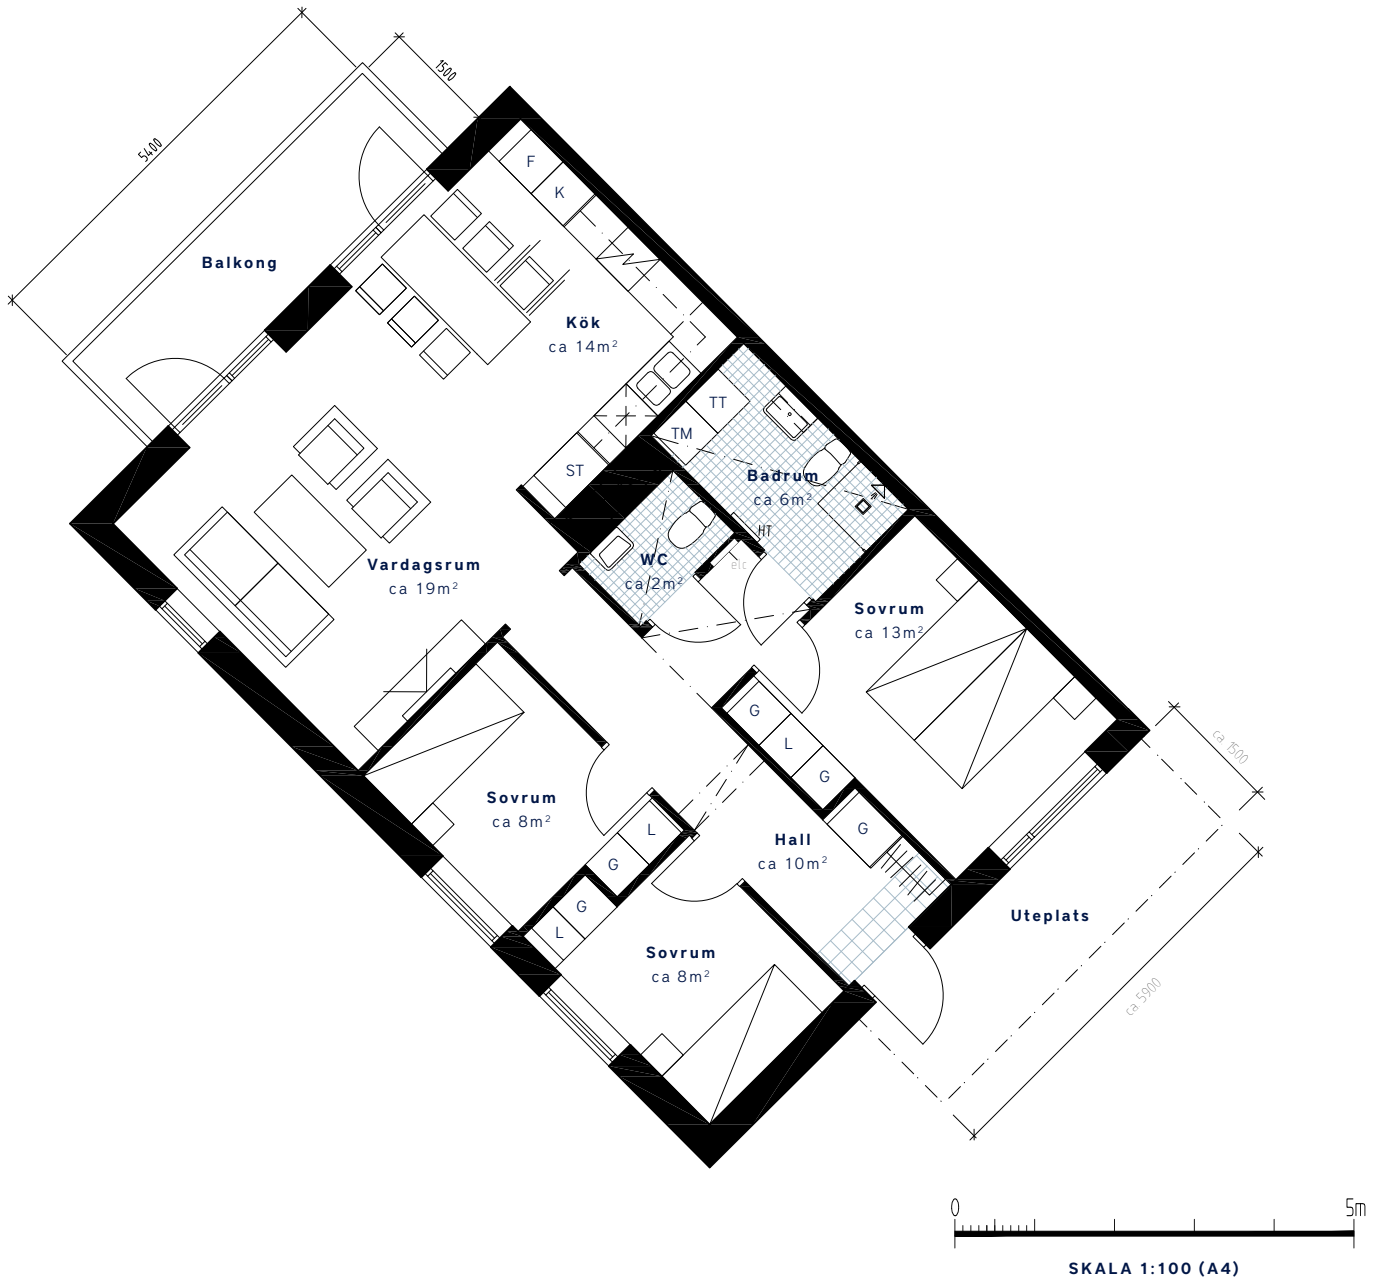 1500
5400
F
K
Balkong
Kök
ca 14m²
TT
TM
ST
Badrum
ca 6m²
HT
elc
WC
ca 2m²
Vardagsrum
ca 19m²
Sovrum
ca 13m²
G
L
G
ca 1500
Sovrum
ca 8m²
L
G
G
L
G
Hall
ca 10m²
Uteplats
Sovrum
ca 8m²
ca 5900
0
5m
SKALA 1:100 (A4)